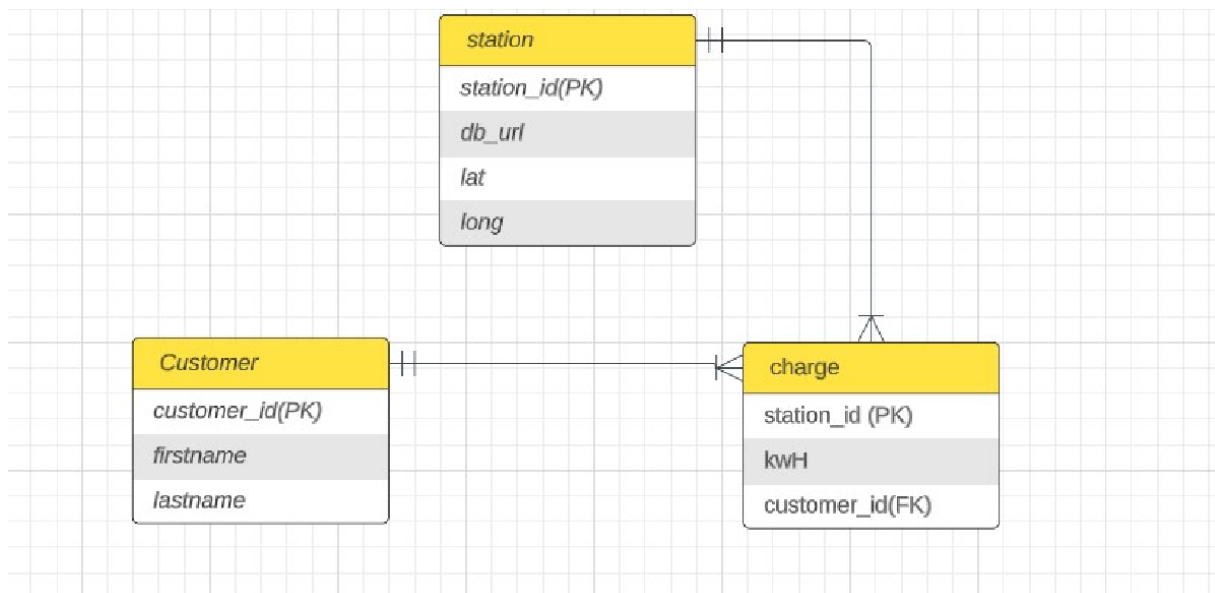 station
station_id(PK)
db_url
lat
long
Customer
customer_id(PK)
firstname
lastname
charge
station_id (PK)
kwH
customer_id(FK)